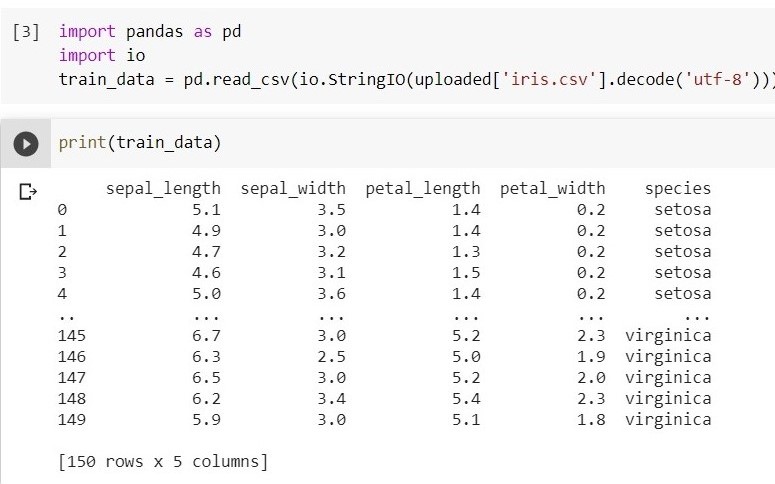 [3] import pandas as pd
import io
train_data = pd.read_csv(io.StringIO(uploaded['iris.csv'].decode('utf-8')))
print(train_data)
sepal_length sepal_width petal_length petal_width species
0 5.1 3.5 1.4 0.2 setosa
1 4.9 3.0 1.4 0.2 setosa
2 4.7 3.2 1.3 0.2 setosa
3 4.6 3.1 1.5 0.2 setosa
4 5.0 3.6 1.4 0.2 setosa
.. ... ... ... ... ...
145 6.7 3.0 5.2 2.3 virginica
146 6.3 2.5 5.0 1.9 virginica
147 6.5 3.0 5.2 2.0 virginica
148 6.2 3.4 5.4 2.3 virginica
149 5.9 3.0 5.1 1.8 virginica
[150 rows x 5 columns]